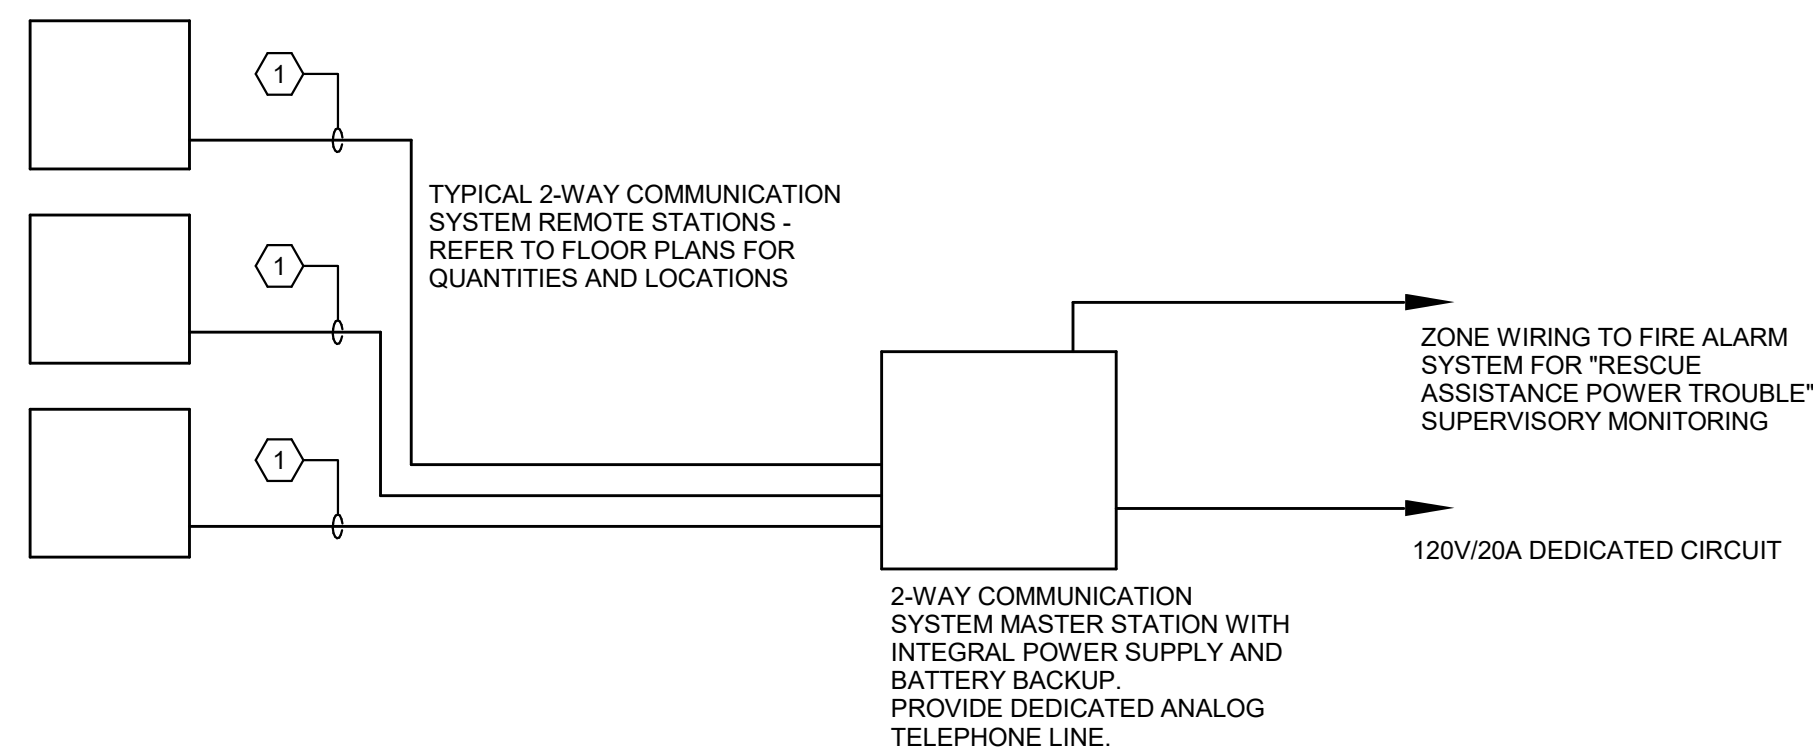 1
TYPICAL 2-WAY COMMUNICATION
SYSTEM REMOTE STATIONS -
REFER TO FLOOR PLANS FOR
QUANTITIES AND LOCATIONS
1
1
ZONE WIRING TO FIRE ALARM
SYSTEM FOR "RESCUE
ASSISTANCE POWER TROUBLE"
SUPERVISORY MONITORING
120V/20A DEDICATED CIRCUIT
2-WAY COMMUNICATION
SYSTEM MASTER STATION WITH
INTEGRAL POWER SUPPLY AND
BATTERY BACKUP.
PROVIDE DEDICATED ANALOG
TELEPHONE LINE.